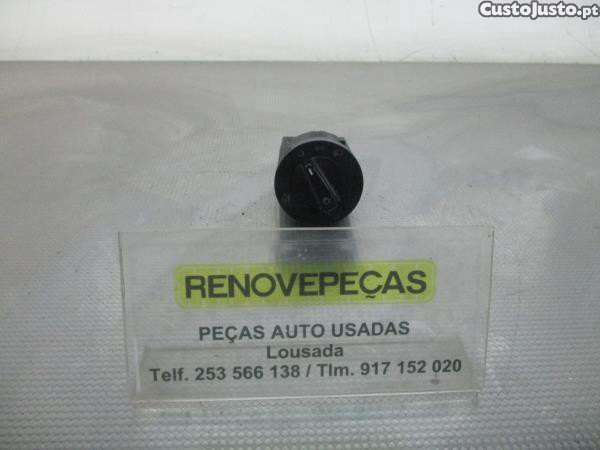 CustoJusto.pt
RENOVEPEÇAS
PEÇAS AUTO USADAS
Lousada
Telf. 253 566 138 / Tlm. 917 152 020